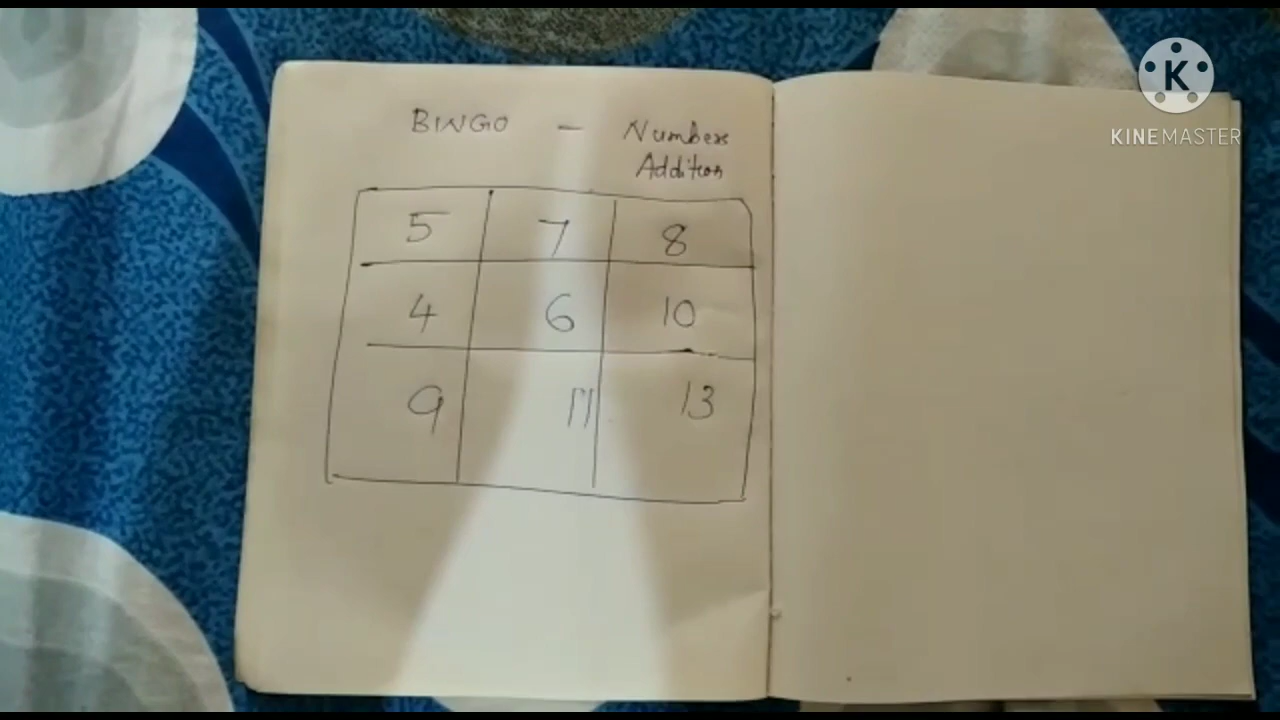 BINGO - Numbers
Addition
5 7 8
4 6 10
9 11 13
K
KINEMASTER